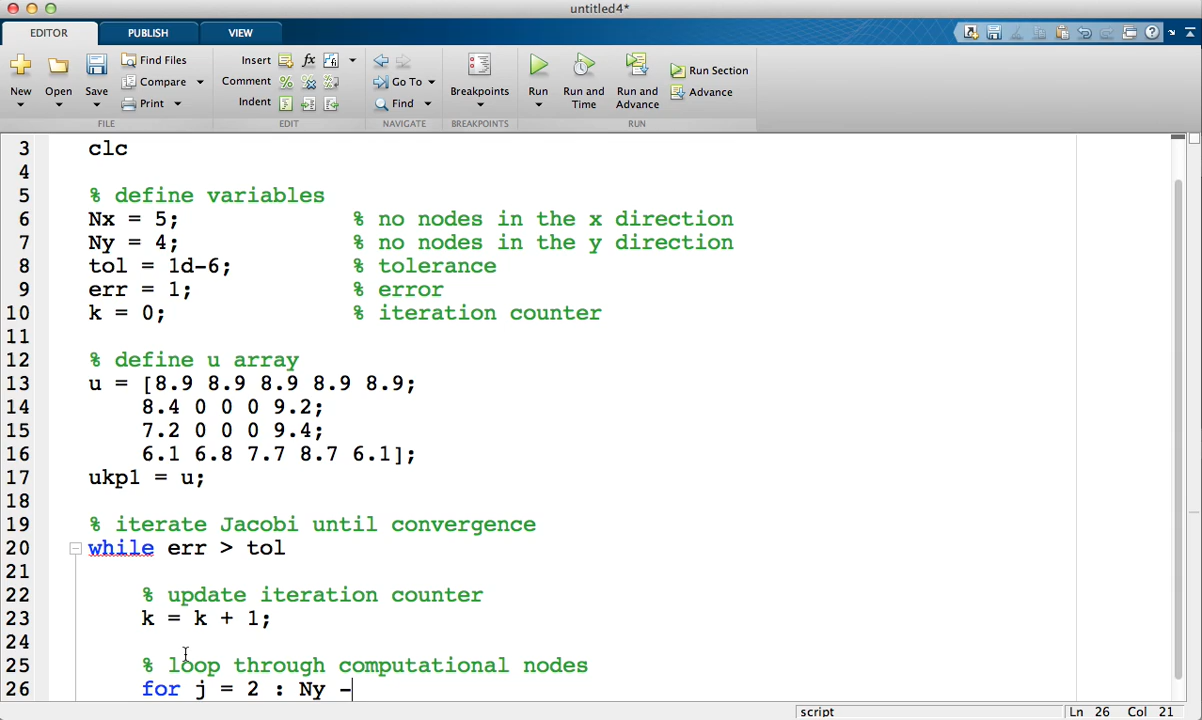 untitled4*
EDITOR PUBLISH VIEW
New Open Save Find Files Compare Print Insert fx Comment % Indent Go To Find Breakpoints Run Run and Time Run and Advance Run Section Advance
FILE EDIT NAVIGATE BREAKPOINTS RUN
3 clc
4
5 % define variables
6 Nx = 5; % no nodes in the x direction
7 Ny = 4; % no nodes in the y direction
8 tol = 1d-6; % tolerance
9 err = 1; % error
10 k = 0; % iteration counter
11
12 % define u array
13 u = [8.9 8.9 8.9 8.9 8.9;
14 8.4 0 0 0 9.2;
15 7.2 0 0 0 9.4;
16 6.1 6.8 7.7 8.7 6.1];
17 ukp1 = u;
18
19 % iterate Jacobi until convergence
20 while err > tol
21
22 % update iteration counter
23 k = k + 1;
24
25 % loop through computational nodes
26 for j = 2 : Ny -
script Ln 26 Col 21